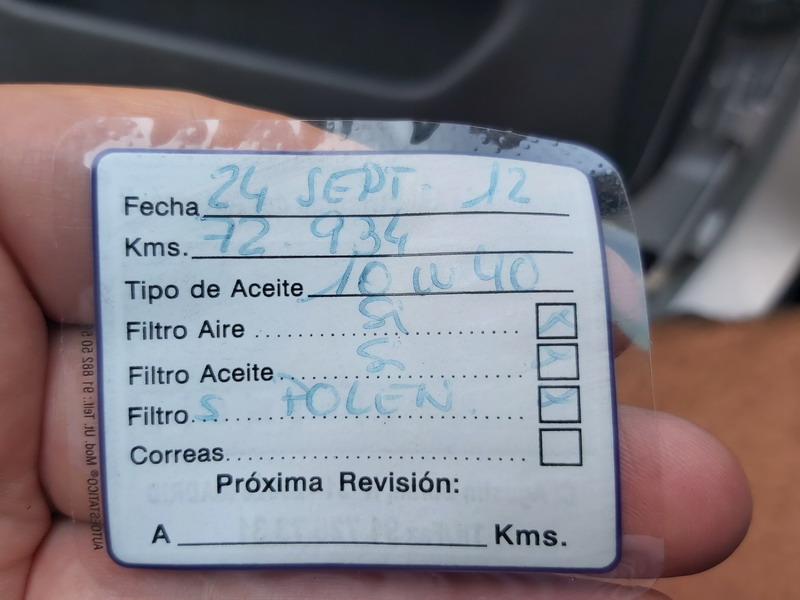 Fecha 24 SEPT. 12
Kms. 72 934
Tipo de Aceite 10 W 40
Filtro Aire Si X
Filtro Aceite Si X
Filtro s POLEN X
Correas
Próxima Revisión:
A Kms.